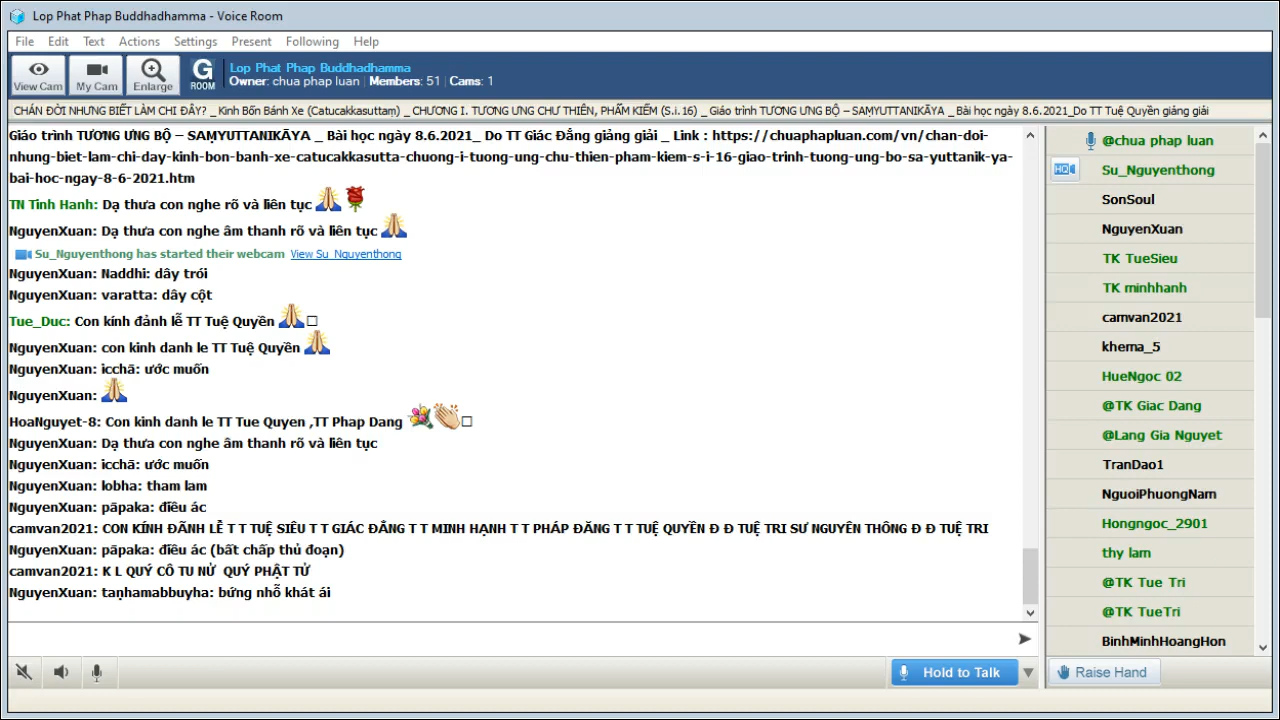 Lop Phat Phap Buddhadhamma - Voice Room
File Edit Text Actions Settings Present Following Help
View Cam My Cam Enlarge G ROOM
Lop Phat Phap Buddhadhamma
Owner: chua phap luan Members: 51 Cams: 1
CHÁN ĐỜI NHƯNG BIẾT LÀM CHI ĐÂY? _ Kinh Bốn Bánh Xe (Catucakkasuttaṃ) _ CHƯƠNG I. TƯƠNG ƯNG CHƯ THIÊN, PHẨM KIẾM (S.i.16) _ Giáo trình TƯƠNG ƯNG BỘ – SAṂYUTTANIKĀYA _ Bài học ngày 8.6.2021_Do TT Tuệ Quyền giảng giải
Giáo trình TƯƠNG ƯNG BỘ – SAṂYUTTANIKĀYA _ Bài học ngày 8.6.2021_ Do TT Giác Đẳng giảng giải _ Link : https://chuaphapluan.com/vn/chan-doi-
nhung-biet-lam-chi-day-kinh-bon-banh-xe-catucakkasutta-chuong-i-tuong-ung-chu-thien-pham-kiem-s-i-16-giao-trinh-tuong-ung-bo-sa-yuttanik-ya-
bai-hoc-ngay-8-6-2021.htm
TN Tinh Hanh: Dạ thưa con nghe rõ và liên tục
NguyenXuan: Dạ thưa con nghe âm thanh rõ và liên tục
Su_Nguyenthong has started their webcam View Su_Nguyenthong
NguyenXuan: Naddhi: dây trói
NguyenXuan: varatta: dây cột
Tue_Duc: Con kính đảnh lễ TT Tuệ Quyền
NguyenXuan: con kinh danh le TT Tuệ Quyền
NguyenXuan: icchā: ước muốn
NguyenXuan:
HoaNguyet-8: Con kinh danh le TT Tue Quyen ,TT Phap Dang
NguyenXuan: Dạ thưa con nghe âm thanh rõ và liên tục
NguyenXuan: icchā: ước muốn
NguyenXuan: lobha: tham lam
NguyenXuan: pāpaka: điều ác
camvan2021: CON KÍNH ĐÃNH LỄ T T TUỆ SIÊU T T GIÁC ĐẲNG T T MINH HẠNH T T PHÁP ĐĂNG T T TUỆ QUYỀN Đ Đ TUỆ TRI SƯ NGUYÊN THÔNG Đ Đ TUỆ TRI
NguyenXuan: pāpaka: điều ác (bất chấp thủ đoạn)
camvan2021: K L QUÝ CÔ TU NỬ QUÝ PHẬT TỬ
NguyenXuan: taṇhamabbuyha: bứng nhỗ khát ái
@chua phap luan
HQ Su_Nguyenthong
SonSoul
NguyenXuan
TK TueSieu
TK minhhanh
camvan2021
khema_5
HueNgoc 02
@TK Giac Dang
@Lang Gia Nguyet
TranDao1
NguoiPhuongNam
Hongngoc_2901
thy lam
@TK Tue Tri
@TK TueTri
BinhMinhHoangHon
Hold to Talk
Raise Hand